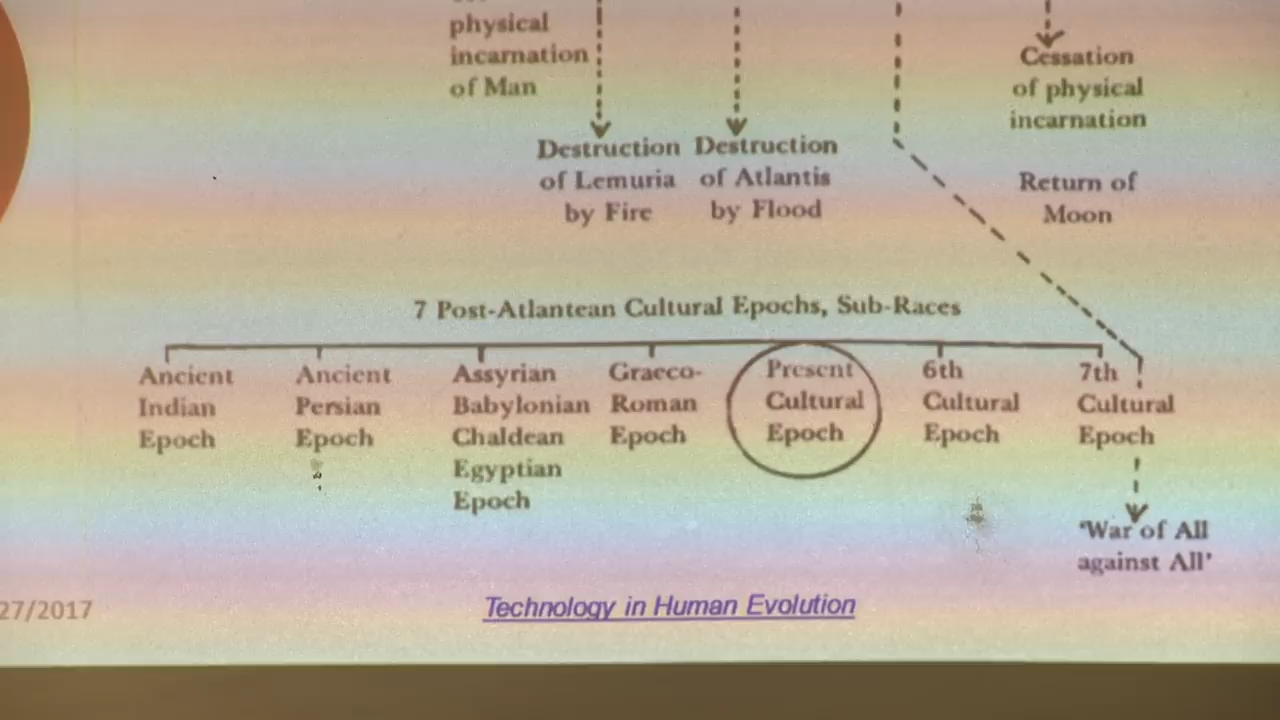 physical
incarnation
of Man
Cessation
of physical
incarnation
Destruction
of Lemuria
by Fire
Destruction
of Atlantis
by Flood
Return of
Moon
7 Post-Atlantean Cultural Epochs, Sub-Races
Ancient
Indian
Epoch
Ancient
Persian
Epoch
Assyrian
Babylonian
Chaldean
Egyptian
Epoch
Graeco-
Roman
Epoch
Present
Cultural
Epoch
6th
Cultural
Epoch
7th
Cultural
Epoch
'War of All
against All'
27/2017
Technology in Human Evolution